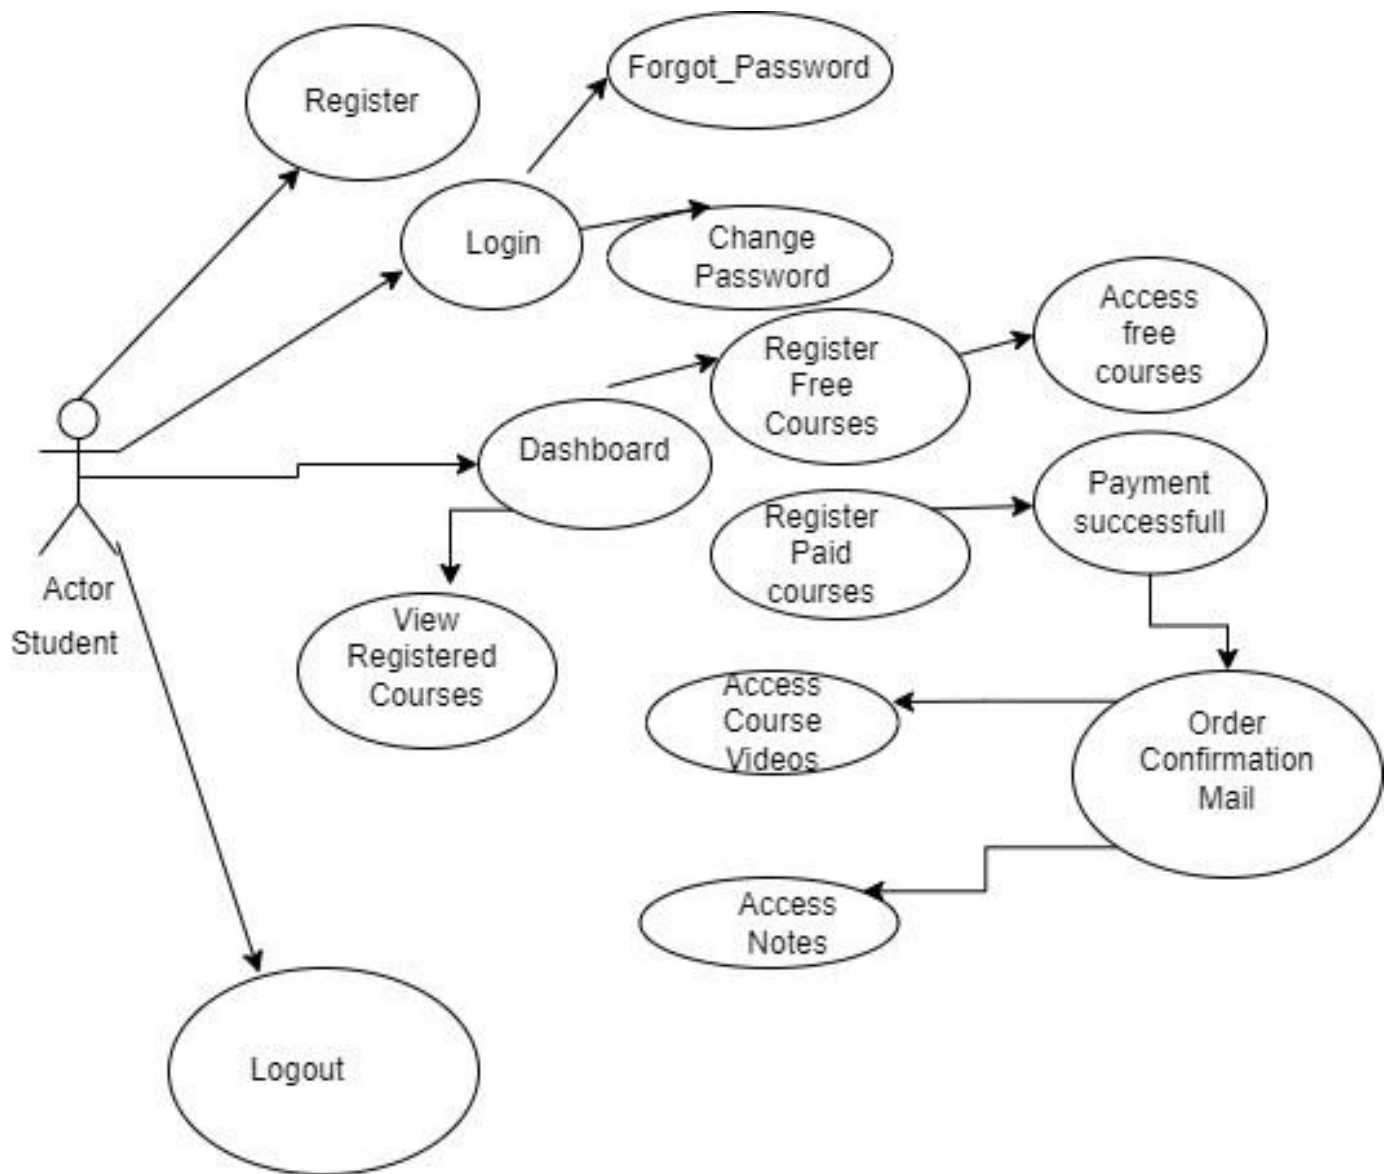 Forgot_Password
Register
Login
Change
Password
Access
free
courses
Register
Free
Courses
Dashboard
Payment
successfull
Register
Paid
courses
Actor
Student
View
Registered
Courses
Access
Course
Videos
Order
Confirmation
Mail
Access
Notes
Logout